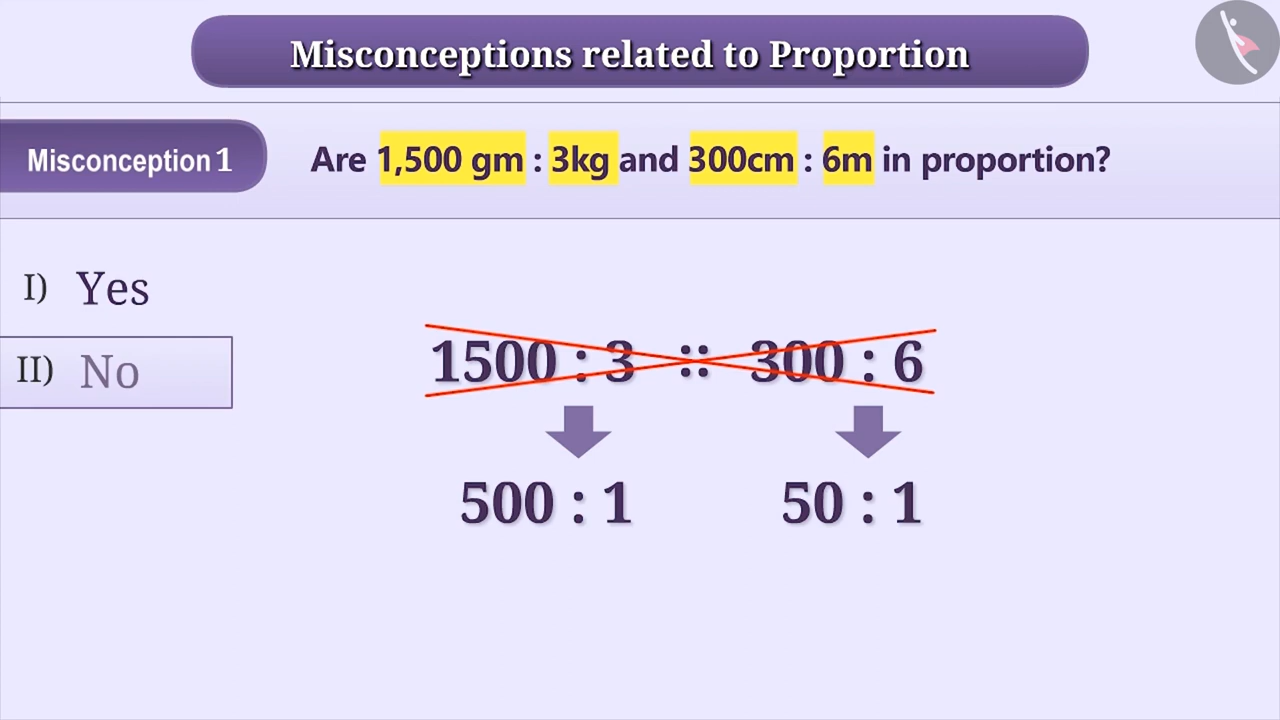 Misconceptions related to Proportion
Misconception 1
Are 1,500 gm : 3kg and 300cm : 6m in proportion?
I) Yes
II) No
1500 : 3 :: 300 : 6
500 : 1 50 : 1